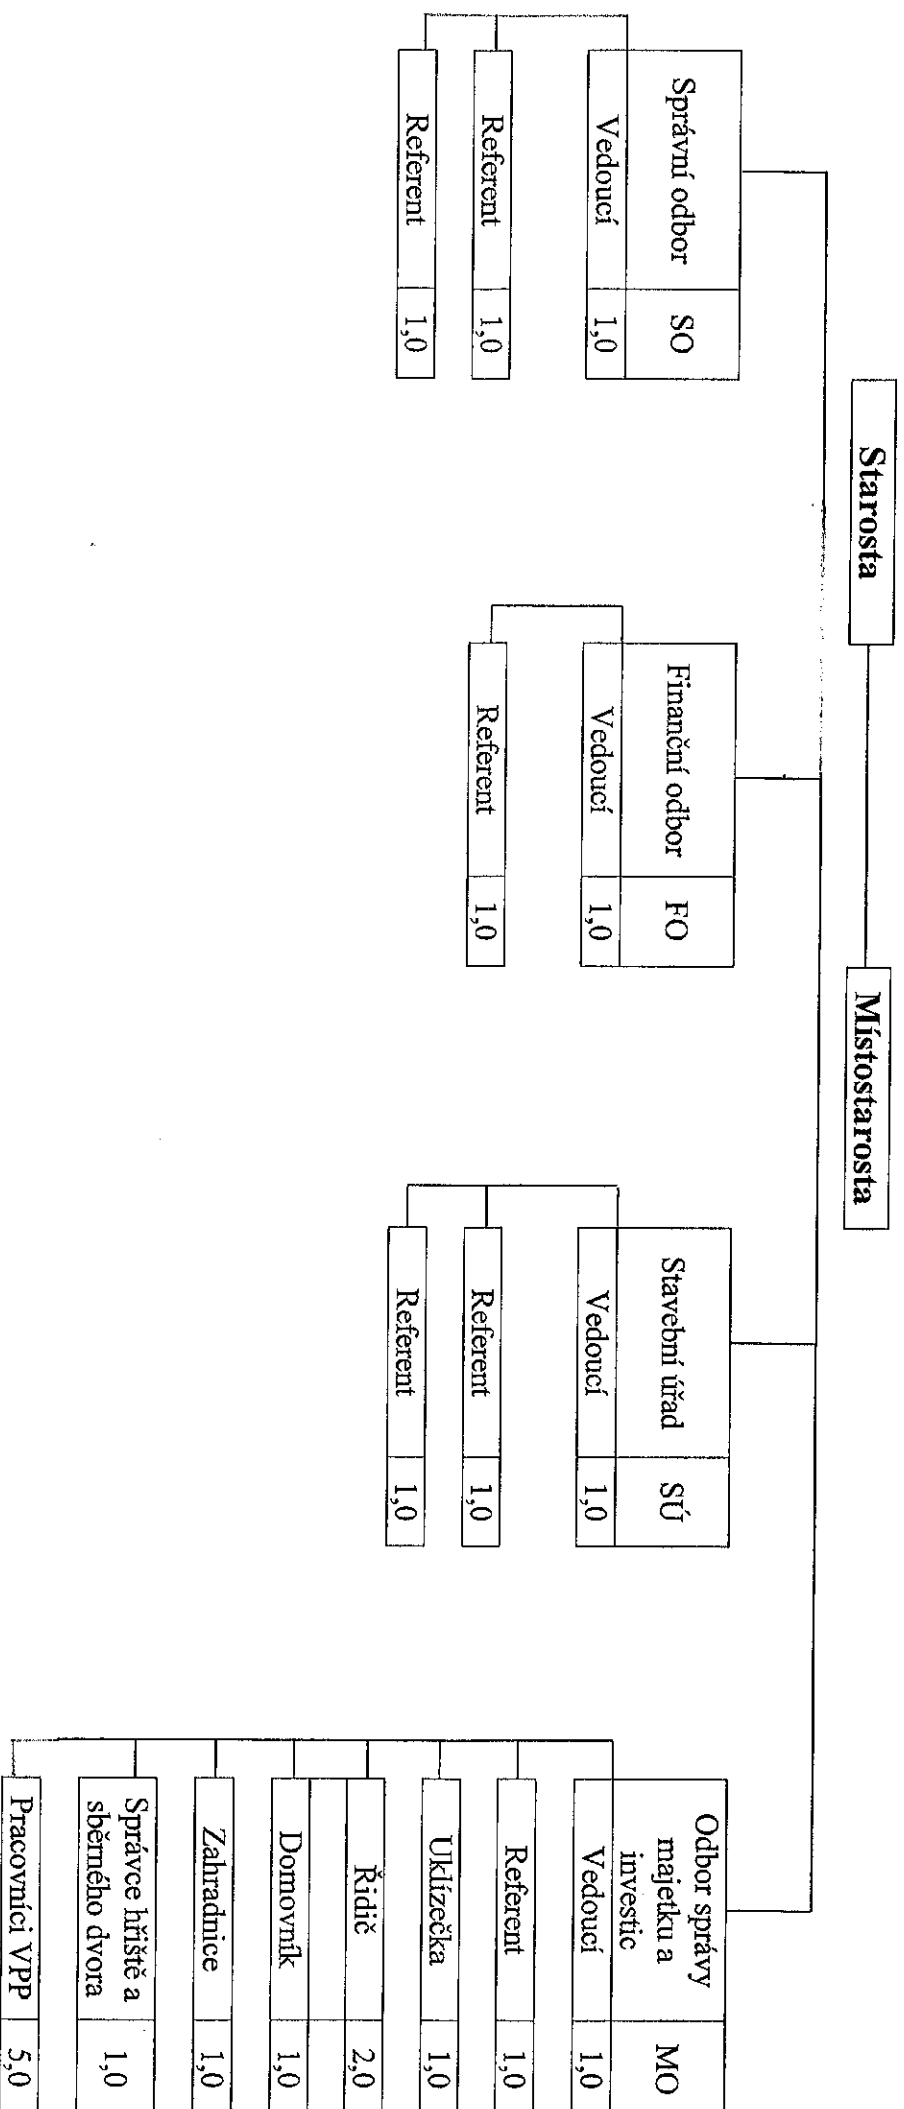 Starosta
Místostarosta
Správní odbor SO
Vedoucí 1,0
Referent 1,0
Referent 1,0
Finanční odbor FO
Vedoucí 1,0
Referent 1,0
Stavební úřad SÚ
Vedoucí 1,0
Referent 1,0
Referent 1,0
Odbor správy
majetku a
investic
MO
Vedoucí 1,0
Referent 1,0
Uklízečka 1,0
Řidič 2,0
Domovník 1,0
Zahradnice 1,0
Správce hřiště a
sběrného dvora
1,0
Pracovníci VPP 5,0